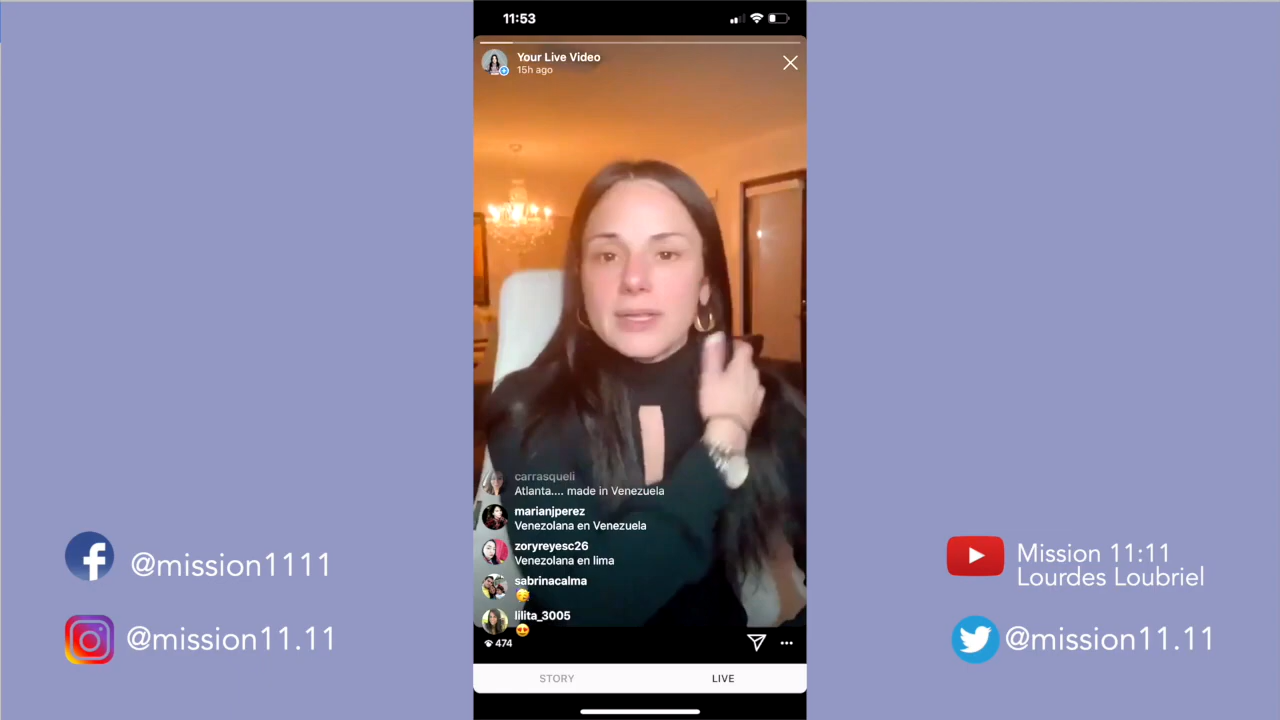 11:53
Your Live Video
15h ago
carrasqueli
Atlanta.... made in Venezuela
marianjperez
Venezolana en Venezuela
zoryreyesc26
Venezolana en lima
sabrinacalma
lilita_3005
474
STORY
LIVE
@mission1111
@mission11.11
Mission 11:11
Lourdes Loubriel
@mission11.11